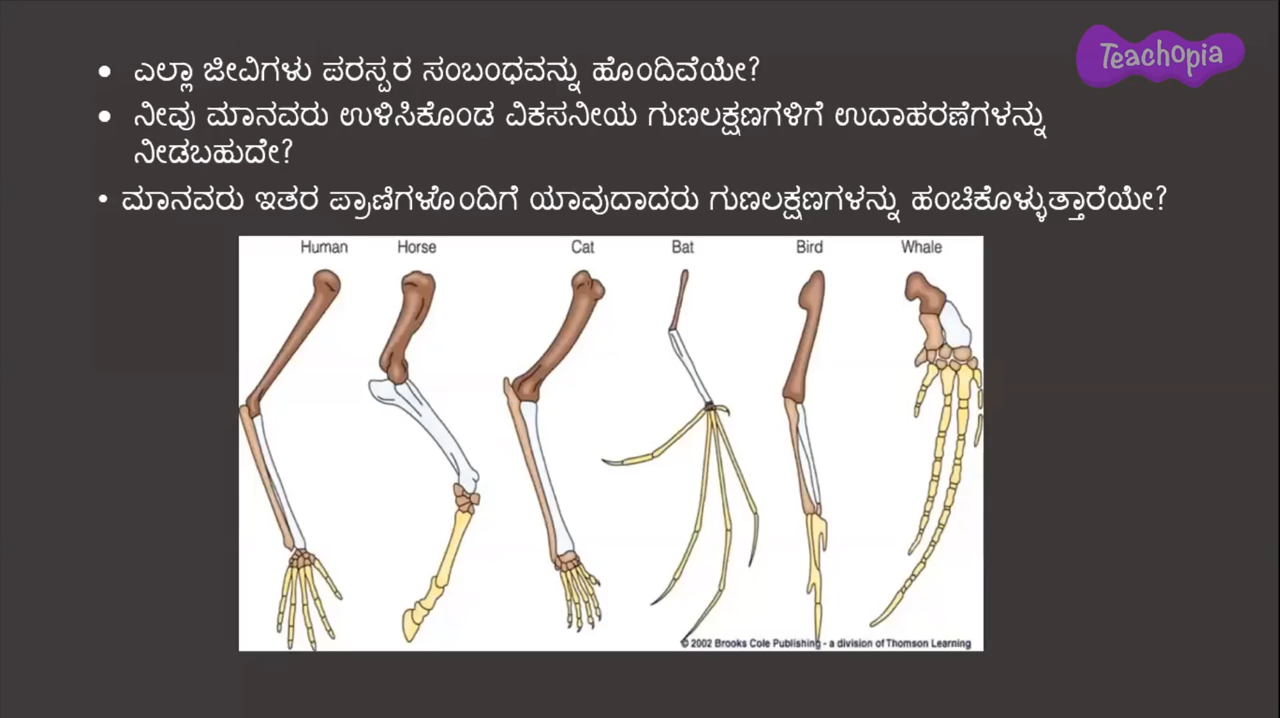 Teachopia
• ಎಲ್ಲಾ ಜೀವಿಗಳು ಪರಸ್ಪರ ಸಂಬಂಧವನ್ನು ಹೊಂದಿವೆಯೇ?
• ನೀವು ಮಾನವರು ಉಳಿಸಿಕೊಂಡ ವಿಕಸನೀಯ ಗುಣಲಕ್ಷಣಗಳಿಗೆ ಉದಾಹರಣೆಗಳನ್ನು
ನೀಡಬಹುದೇ?
• ಮಾನವರು ಇತರ ಪ್ರಾಣಿಗಳೊಂದಿಗೆ ಯಾವುದಾದರು ಗುಣಲಕ್ಷಣಗಳನ್ನು ಹಂಚಿಕೊಳ್ಳುತ್ತಾರೆಯೇ?
Human Horse Cat Bat Bird Whale
© 2002 Brooks Cole Publishing - a division of Thomson Learning